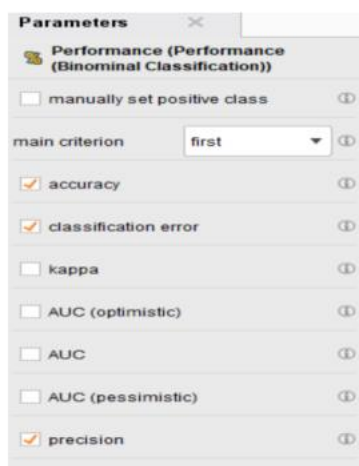 Parameters
Performance (Performance
(Binominal Classification))
manually set positive class
main criterion first
accuracy
classification error
kappa
AUC (optimistic)
AUC
AUC (pessimistic)
precision